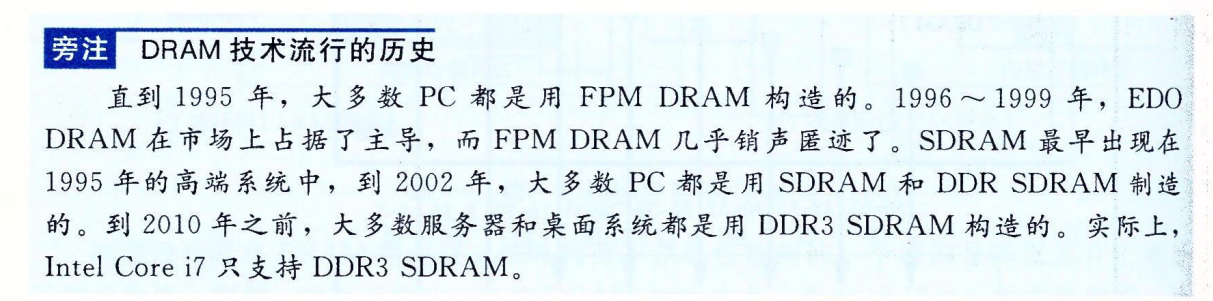 旁注 DRAM 技术流行的历史
直到 1995 年，大多数 PC 都是用 FPM DRAM 构造的。1996～1999 年，EDO
DRAM 在市场上占据了主导，而 FPM DRAM 几乎销声匿迹了。SDRAM 最早出现在
1995 年的高端系统中，到 2002 年，大多数 PC 都是用 SDRAM 和 DDR SDRAM 制造
的。到 2010 年之前，大多数服务器和桌面系统都是用 DDR3 SDRAM 构造的。实际上，
Intel Core i7 只支持 DDR3 SDRAM。